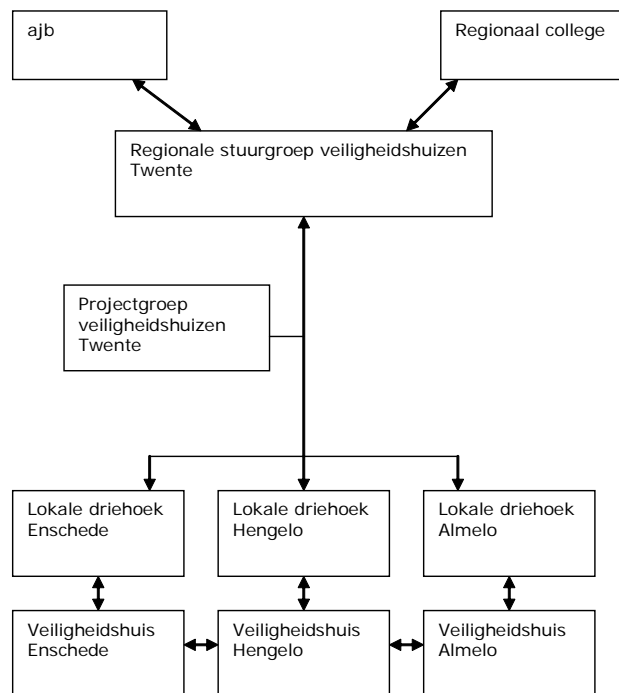 ajb
Regionaal college
Regionale stuurgroep veiligheidshuizen
Twente
Projectgroep
veiligheidshuizen
Twente
Lokale driehoek
Enschede
Lokale driehoek
Hengelo
Lokale driehoek
Almelo
Veiligheidshuis
Enschede
Veiligheidshuis
Hengelo
Veiligheidshuis
Almelo